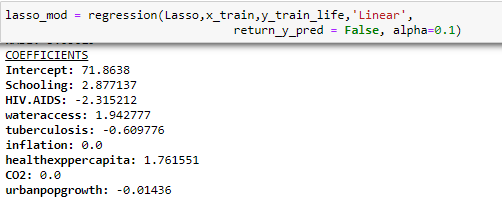 lasso_mod = regression(Lasso,x_train,y_train_life,'Linear',
return_y_pred = False, alpha=0.1)
COEFFICIENTS
Intercept: 71.8638
Schooling: 2.877137
HIV.AIDS: -2.315212
wateraccess: 1.942777
tuberculosis: -0.609776
inflation: 0.0
healthexppercapita: 1.761551
CO2: 0.0
urbanpopgrowth: -0.01436